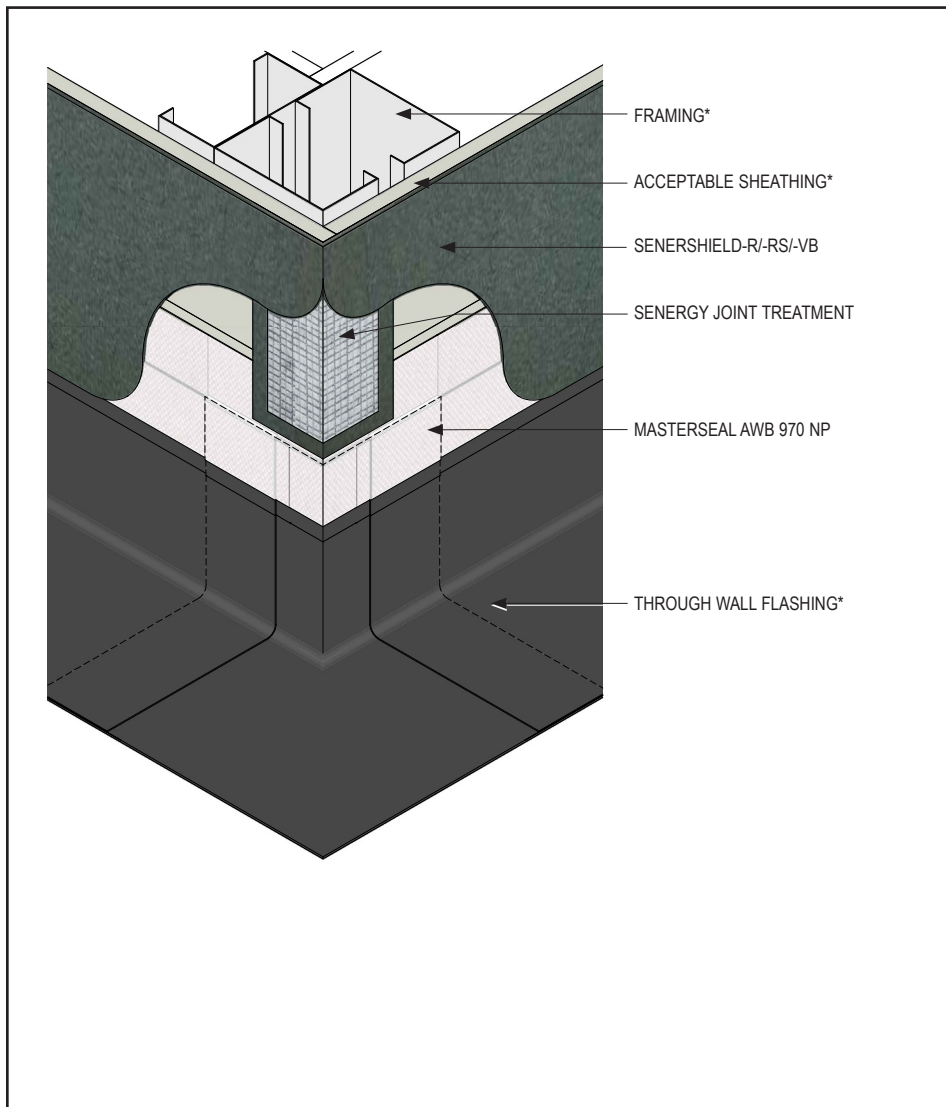 FRAMING*
ACCEPTABLE SHEATHING*
SENERSHIELD-R/-RS/-VB
SENERGY JOINT TREATMENT
MASTERSEAL AWB 970 NP
THROUGH WALL FLASHING*